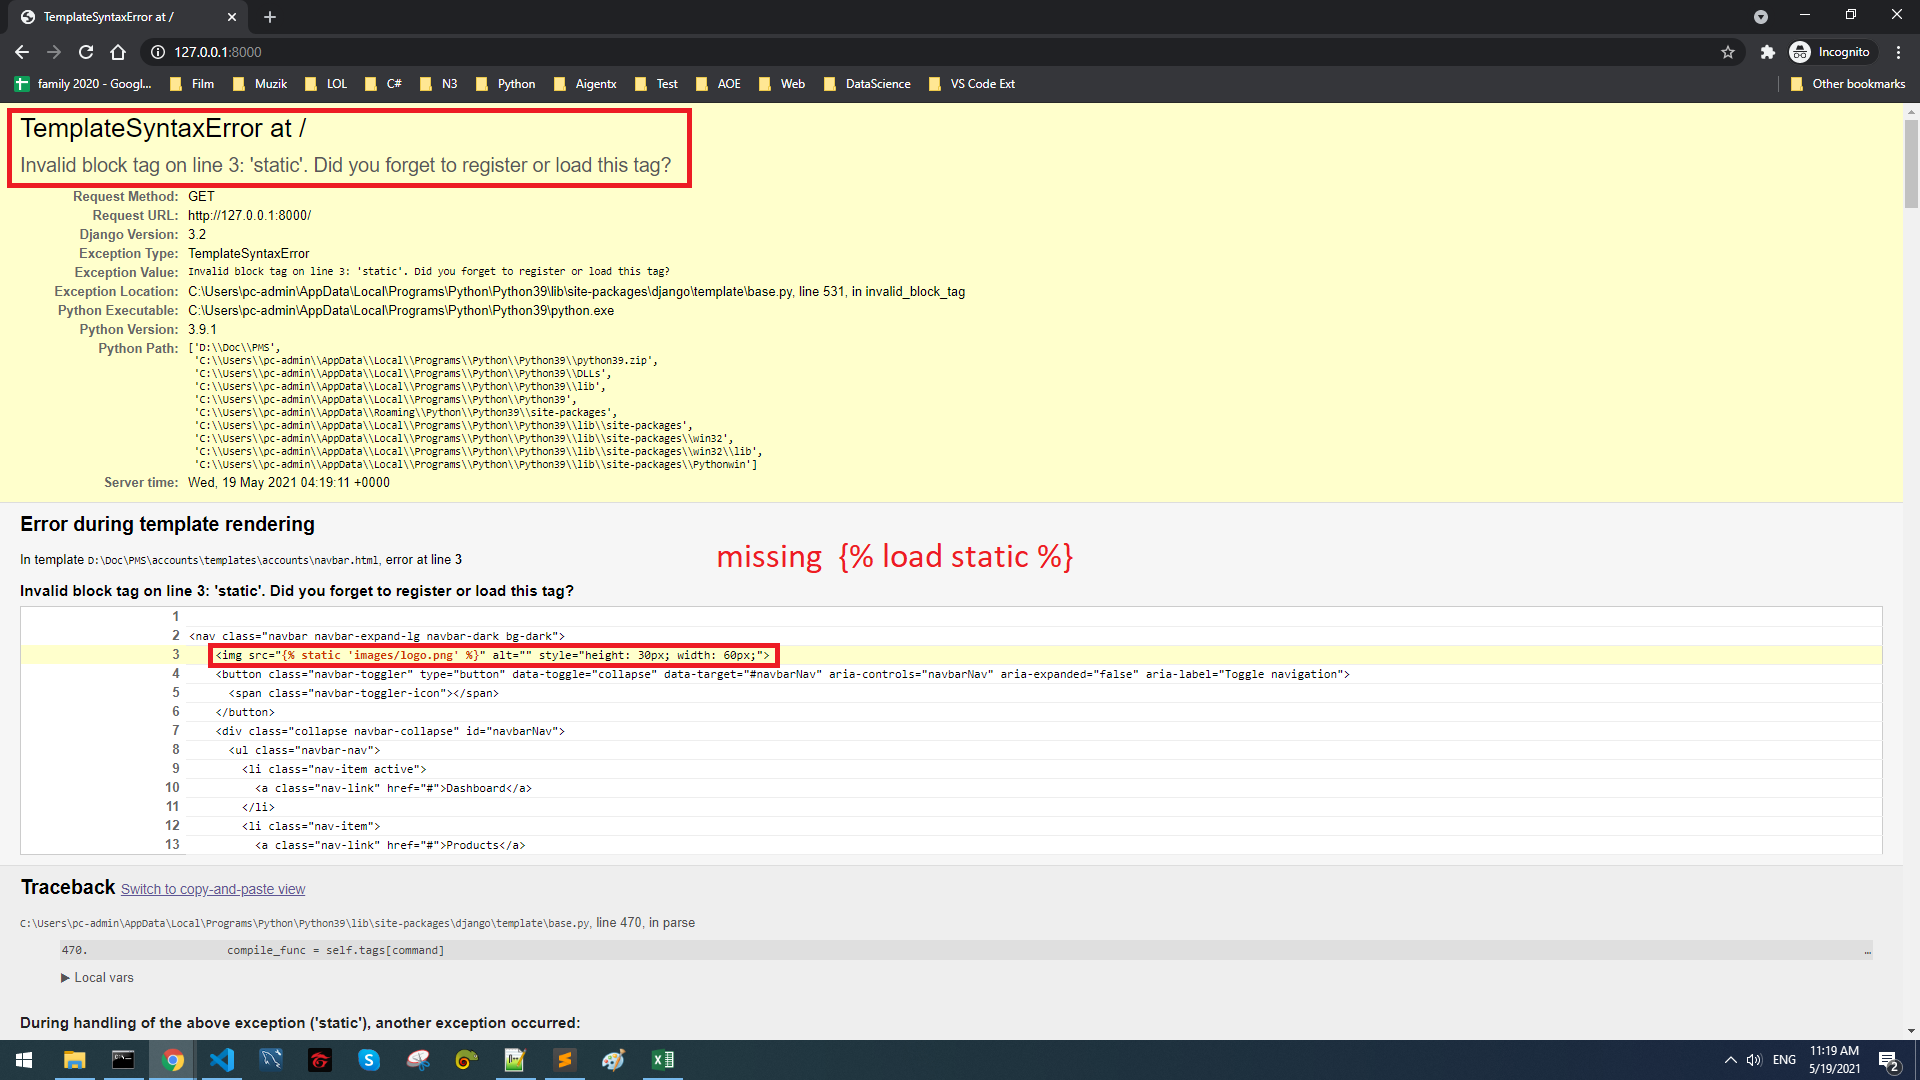 TemplateSyntaxError at /
127.0.0.1:8000
Incognito
family 2020 - Googl...
Film
Muzik
LOL
C#
N3
Python
Aigentx
Test
AOE
Web
DataScience
VS Code Ext
Other bookmarks
TemplateSyntaxError at /
Invalid block tag on line 3: 'static'. Did you forget to register or load this tag?
Request Method: GET
Request URL: http://127.0.0.1:8000/
Django Version: 3.2
Exception Type: TemplateSyntaxError
Exception Value: Invalid block tag on line 3: 'static'. Did you forget to register or load this tag?
Exception Location: C:\Users\pc-admin\AppData\Local\Programs\Python\Python39\lib\site-packages\django\template\base.py, line 531, in invalid_block_tag
Python Executable: C:\Users\pc-admin\AppData\Local\Programs\Python\Python39\python.exe
Python Version: 3.9.1
Python Path: ['D:\\Doc\\PMS',
'C:\\Users\\pc-admin\\AppData\\Local\\Programs\\Python\\Python39\\python39.zip',
'C:\\Users\\pc-admin\\AppData\\Local\\Programs\\Python\\Python39\\DLLs',
'C:\\Users\\pc-admin\\AppData\\Local\\Programs\\Python\\Python39\\lib',
'C:\\Users\\pc-admin\\AppData\\Local\\Programs\\Python\\Python39',
'C:\\Users\\pc-admin\\AppData\\Roaming\\Python\\Python39\\site-packages',
'C:\\Users\\pc-admin\\AppData\\Local\\Programs\\Python\\Python39\\lib\\site-packages',
'C:\\Users\\pc-admin\\AppData\\Local\\Programs\\Python\\Python39\\lib\\site-packages\\win32',
'C:\\Users\\pc-admin\\AppData\\Local\\Programs\\Python\\Python39\\lib\\site-packages\\win32\\lib',
'C:\\Users\\pc-admin\\AppData\\Local\\Programs\\Python\\Python39\\lib\\site-packages\\Pythonwin']
Server time: Wed, 19 May 2021 04:19:11 +0000
Error during template rendering
In template D:\Doc\PMS\accounts\templates\accounts\navbar.html, error at line 3
missing {% load static %}
Invalid block tag on line 3: 'static'. Did you forget to register or load this tag?
1
2 <nav class="navbar navbar-expand-lg navbar-dark bg-dark">
3 <img src="{% static 'images/logo.png' %}" alt="" style="height: 30px; width: 60px;">
4 <button class="navbar-toggler" type="button" data-toggle="collapse" data-target="#navbarNav" aria-controls="navbarNav" aria-expanded="false" aria-label="Toggle navigation">
5 <span class="navbar-toggler-icon"></span>
6 </button>
7 <div class="collapse navbar-collapse" id="navbarNav">
8 <ul class="navbar-nav">
9 <li class="nav-item active">
10 <a class="nav-link" href="#">Dashboard</a>
11 </li>
12 <li class="nav-item">
13 <a class="nav-link" href="#">Products</a>
Traceback Switch to copy-and-paste view
C:\Users\pc-admin\AppData\Local\Programs\Python\Python39\lib\site-packages\django\template\base.py, line 470, in parse
470. compile_func = self.tags[command] …
▶ Local vars
During handling of the above exception ('static'), another exception occurred:
ENG
11:19 AM
5/19/2021
2